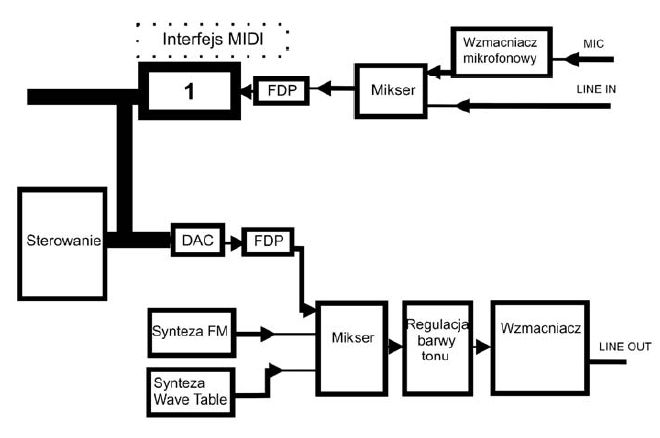 Interfejs MIDI
Wzmacniacz
mikrofonowy
MIC
1
FDP
Mikser
LINE IN
Sterowanie
DAC
FDP
Synteza FM
Mikser
Regulacja
barwy
tonu
Wzmacniacz
LINE OUT
Synteza
Wave Table